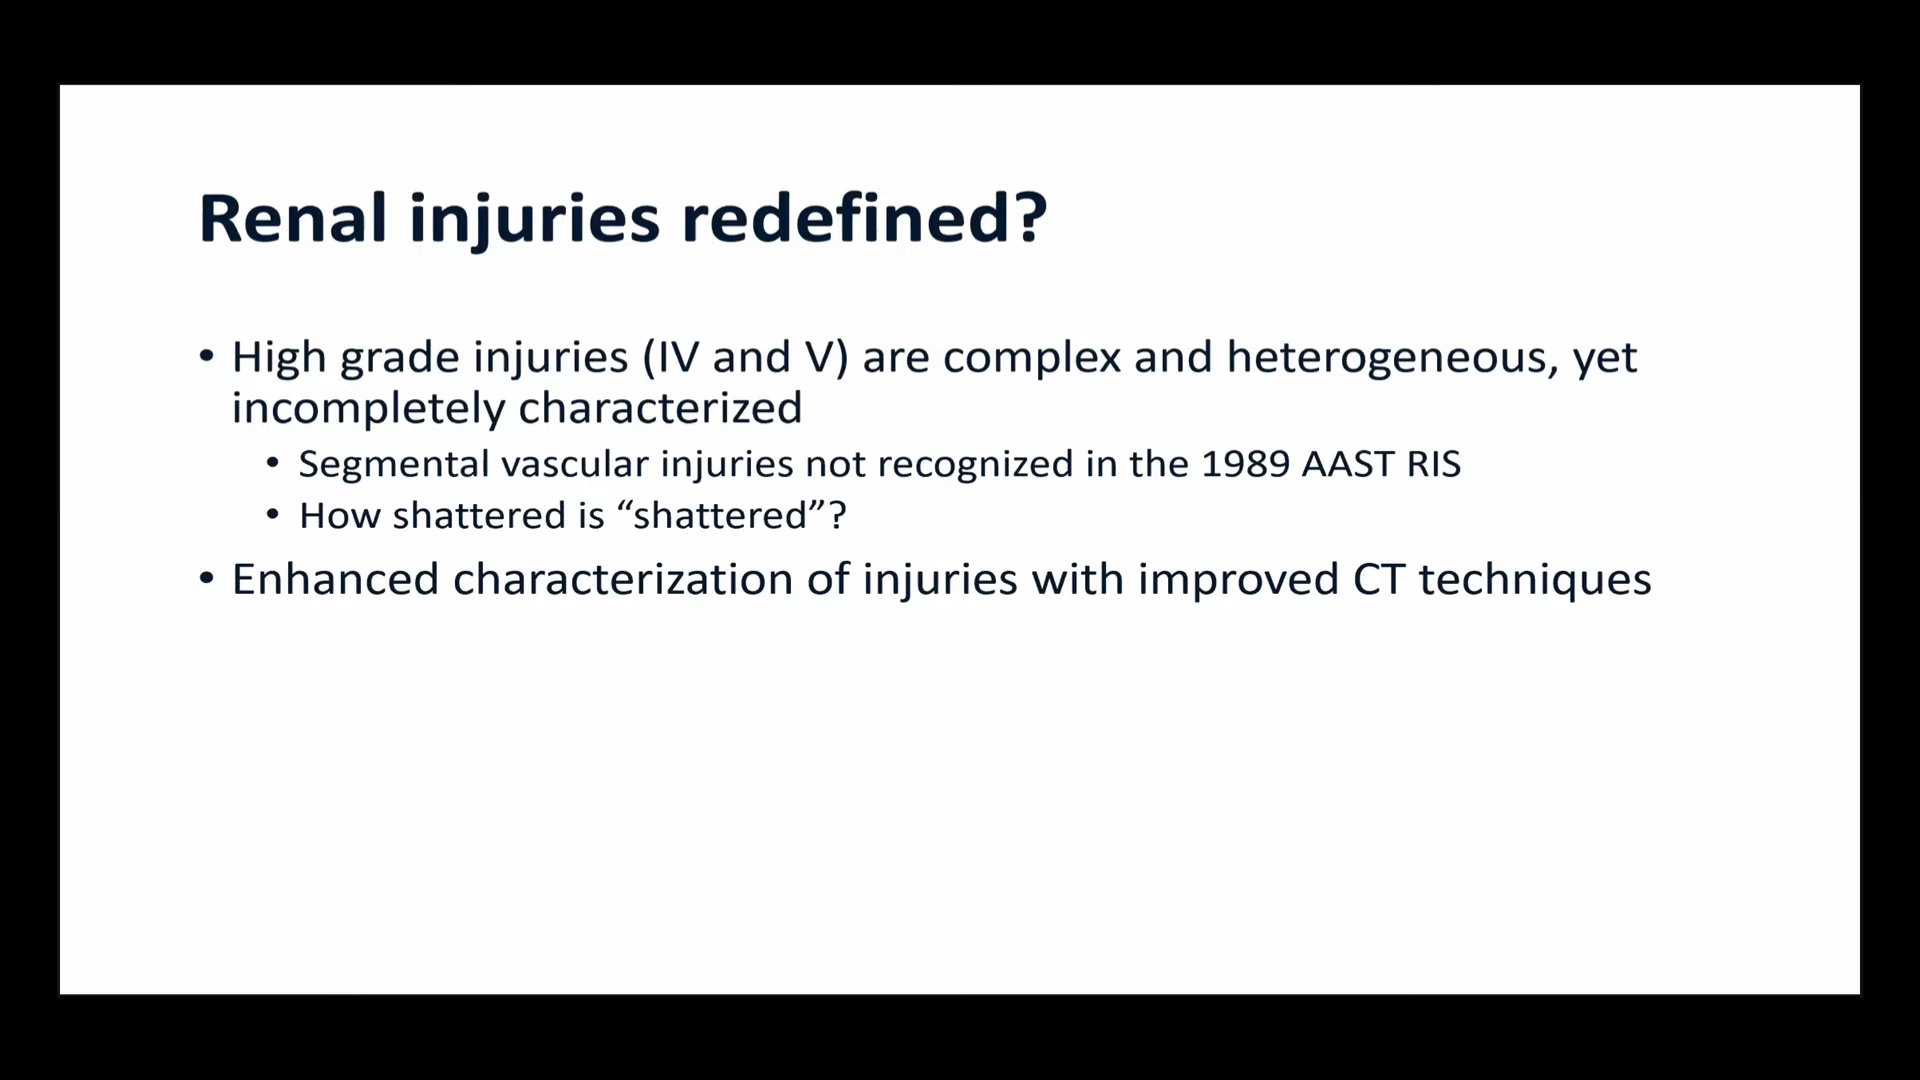 Renal injuries redefined?
• High grade injuries (IV and V) are complex and heterogeneous, yet
incompletely characterized
• Segmental vascular injuries not recognized in the 1989 AAST RIS
• How shattered is “shattered”?
• Enhanced characterization of injuries with improved CT techniques